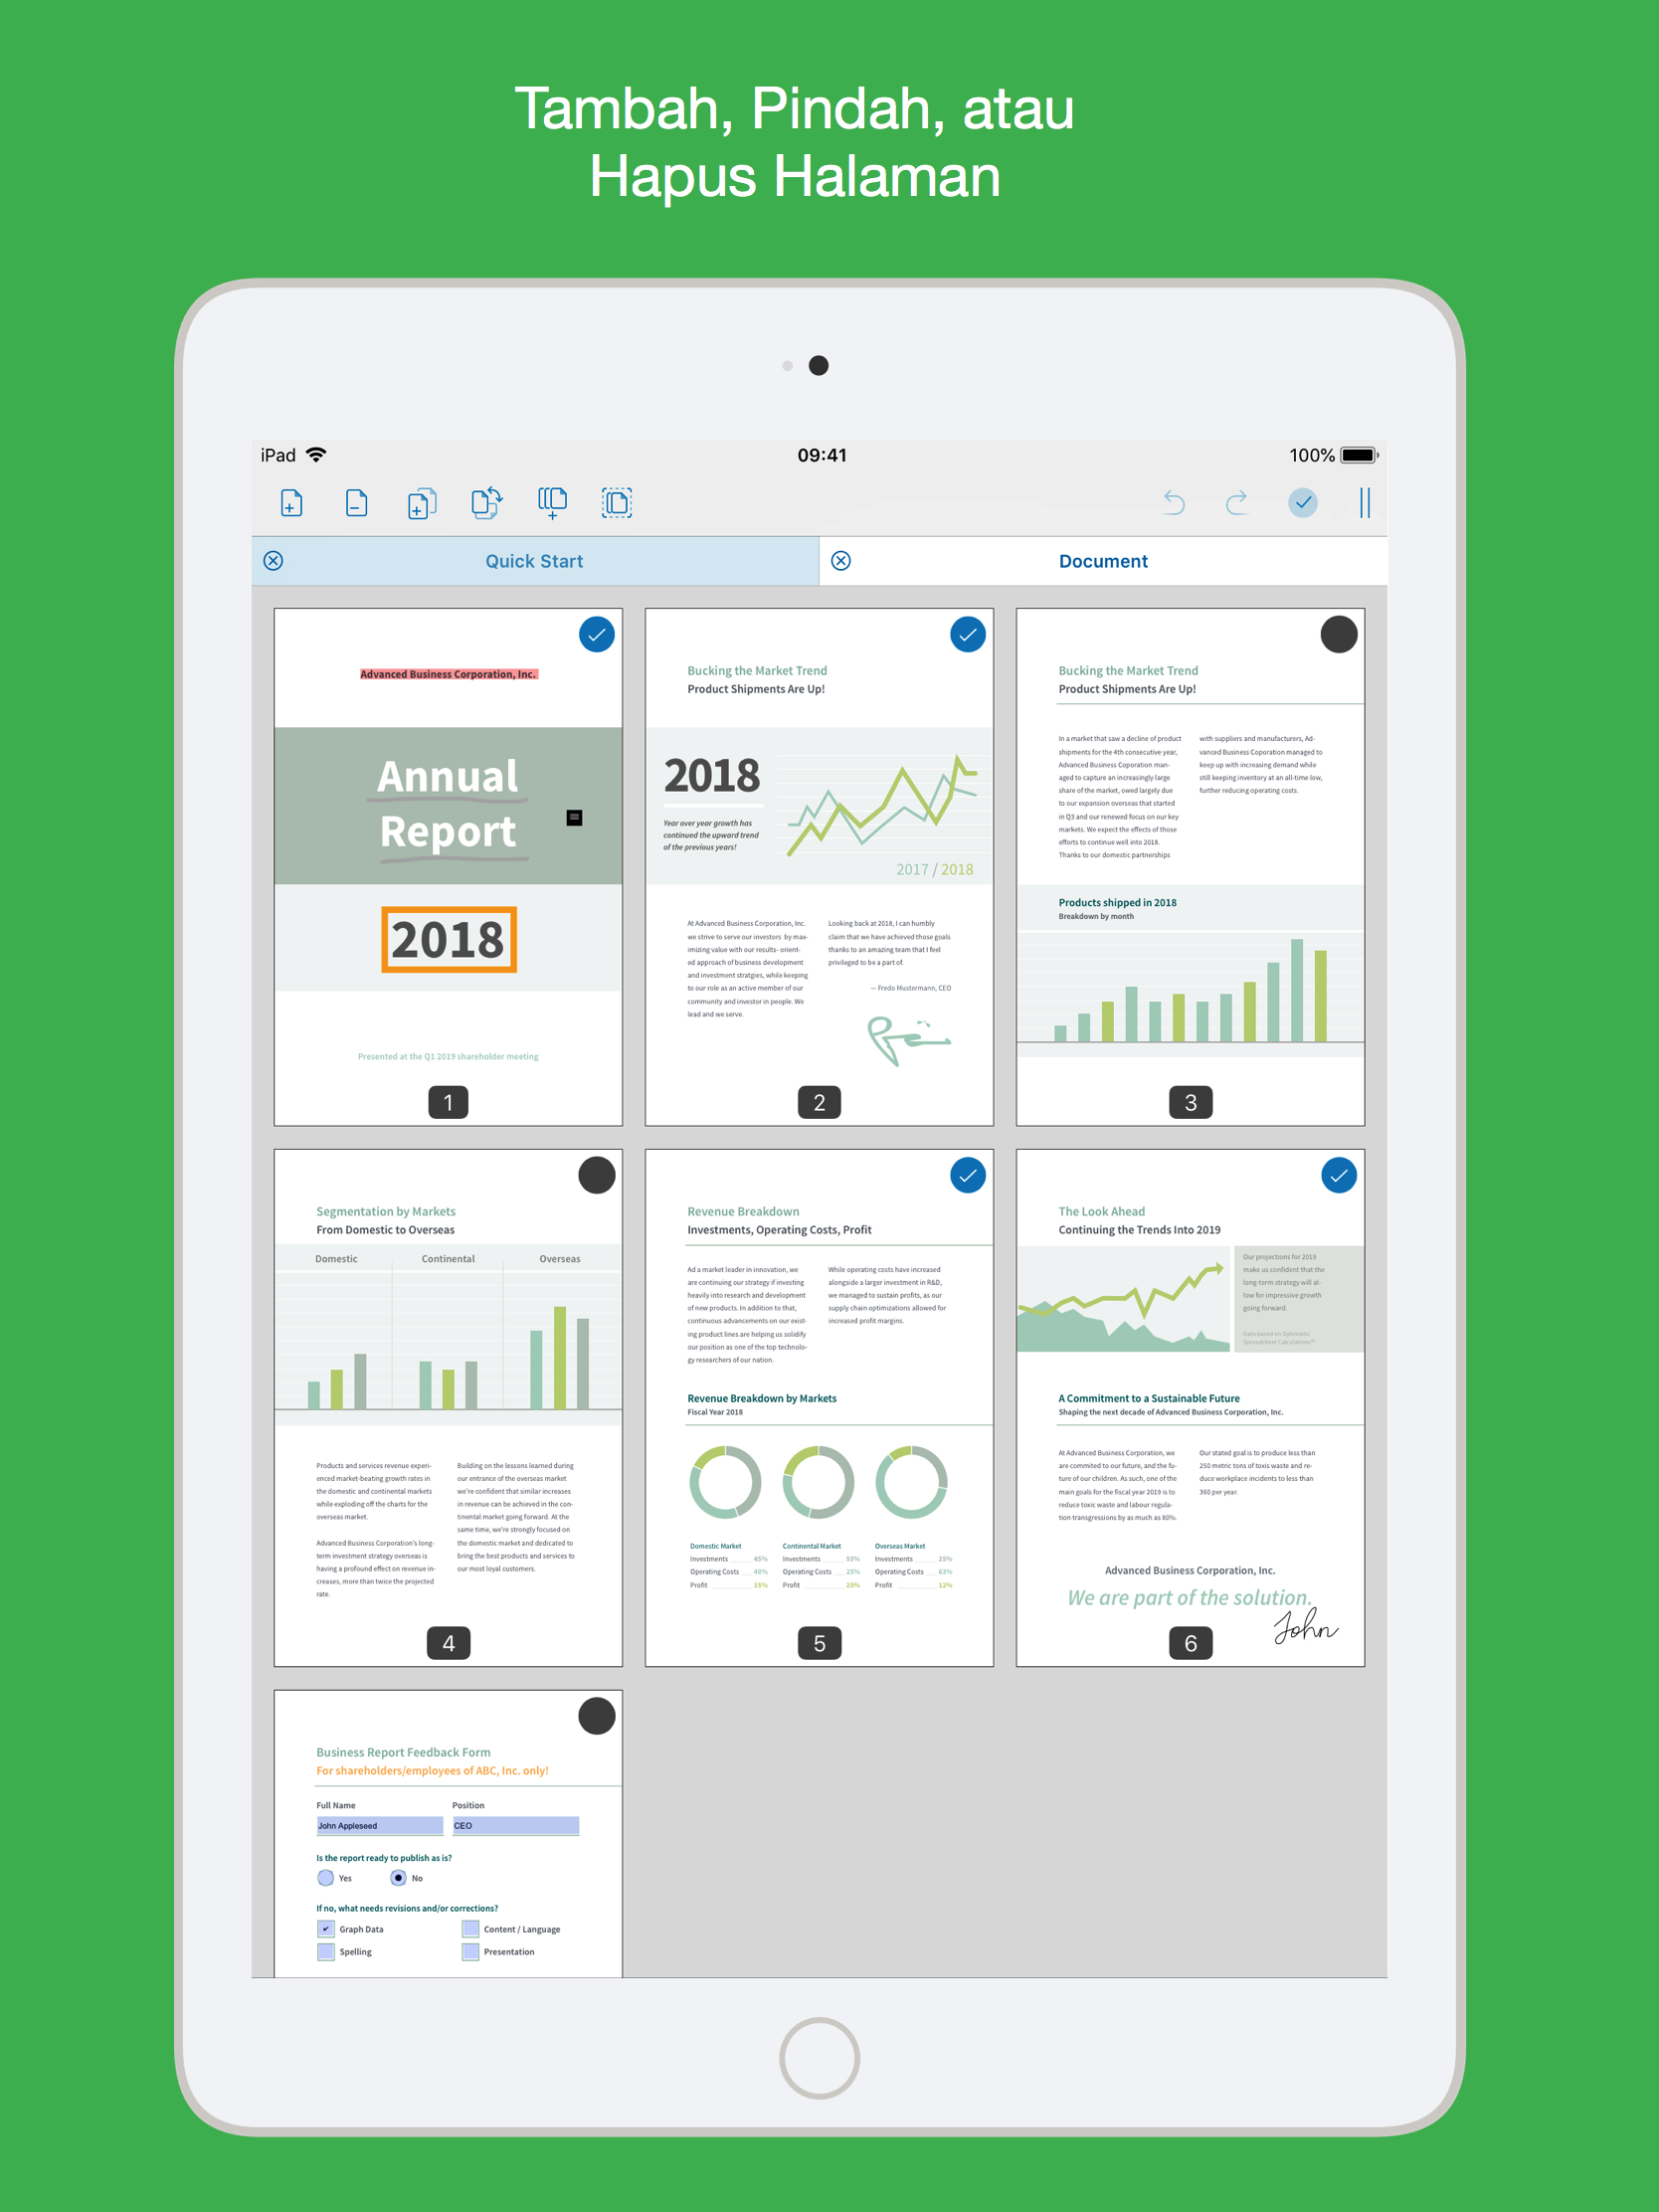 Tambah, Pindah, atau
Hapus Halaman
iPad
09:41
100%
Quick Start
Document
Advanced Business Corporation, Inc.
Annual
Report
2018
Presented at the Q1 2019 shareholder meeting
1
Bucking the Market Trend
Product Shipments Are Up!
2018
Year over year growth has
continued the upward trend
of the previous years!
2017 / 2018
At Advanced Business Corporation, Inc.
we strive to serve our investors by max-
imizing value with our results- orient-
ed approach of business development
and investment stratgies, while keeping
to our role as an active member of our
community and investor in people. We
lead and we serve.
Looking back at 2018, I can humbly
claim that we have achieved those goals
thanks to an amazing team that I feel
privileged to be a part of.
— Fredo Mustermann, CEO
2
Bucking the Market Trend
Product Shipments Are Up!
In a market that saw a decline of product
shipments for the 4th consecutive year,
Advanced Business Coporation man-
aged to capture an increasingly large
share of the market, owed largely due
to our expansion overseas that started
in Q3 and our renewed focus on our key
markets. We expect the effects of those
efforts to continue well into 2018.
Thanks to our domestic partnerships
with suppliers and manufacturers, Ad-
vanced Business Coporation managed to
keep up with increasing demand while
still keeping inventory at an all-time low,
further reducing operating costs.
Products shipped in 2018
Breakdown by month
3
Segmentation by Markets
From Domestic to Overseas
Domestic
Continental
Overseas
Products and services revenue experi-
enced market-beating growth rates in
the domestic and continental markets
while exploding off the charts for the
overseas market.
Advanced Business Corporation's long-
term investment strategy overseas is
having a profound effect on revenue in-
creases, more than twice the projected
rate.
Building on the lessons learned during
our entrance of the overseas market
we're confident that similar increases
in revenue can be achieved in the con-
tinental market going forward. At the
same time, we're strongly focused on
the domestic market and dedicated to
bring the best products and services to
our most loyal customers.
4
Revenue Breakdown
Investments, Operating Costs, Profit
Ad a market leader in innovation, we
are continuing our strategy if investing
heavily into research and development
of new products. In addition to that,
continuous advancements on our exist-
ing product lines are helping us solidify
our position as one of the top technolo-
gy researchers of our nation.
While operating costs have increased
alongside a larger investment in R&D,
we managed to sustain profits, as our
supply chain optimizations allowed for
increased profit margins.
Revenue Breakdown by Markets
Fiscal Year 2018
Domestic Market
Investments 45%
Operating Costs 40%
Profit 15%
Continental Market
Investments 55%
Operating Costs 25%
Profit 20%
Overseas Market
Investments 25%
Operating Costs 63%
Profit 12%
5
The Look Ahead
Continuing the Trends Into 2019
Our projections for 2019
make us confident that the
long-term strategy will al-
low for impressive growth
going forward.
Data based on Optimistic
Spreadsheet Calculations™
A Commitment to a Sustainable Future
Shaping the next decade of Advanced Business Corporation, Inc.
At Advanced Business Corporation, we
are commited to our future, and the fu-
ture of our children. As such, one of the
main goals for the fiscal year 2019 is to
reduce toxic waste and labour regula-
tion transgressions by as much as 80%.
Our stated goal is to produce less than
250 metric tons of toxis waste and re-
duce workplace incidents to less than
360 per year.
Advanced Business Corporation, Inc.
We are part of the solution.
John
6
Business Report Feedback Form
For shareholders/employees of ABC, Inc. only!
Full Name
Position
John Appleseed
CEO
Is the report ready to publish as is?
Yes
No
If no, what needs revisions and/or corrections?
Graph Data
Content / Language
Spelling
Presentation